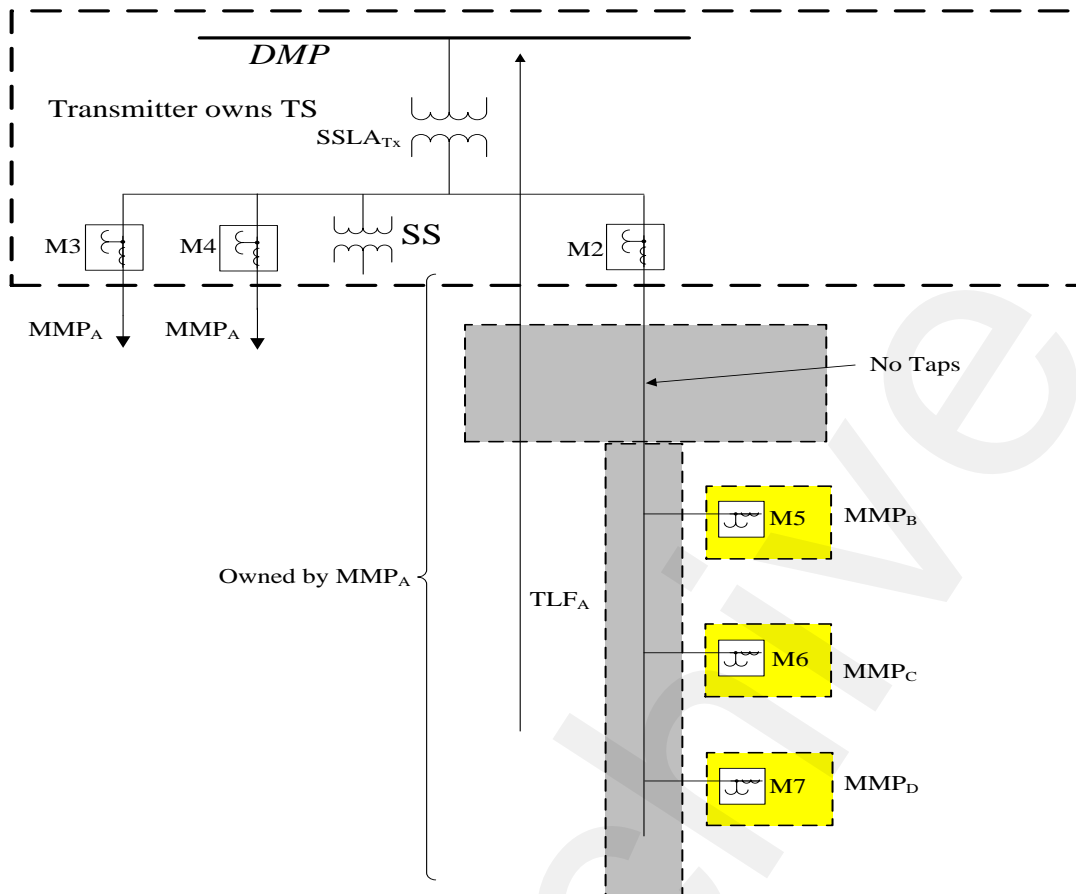 DMP
Transmitter owns TS
SSLATx
M3
M4
SS
M2
MMPA
MMPA
No Taps
M5
MMPB
Owned by MMPA
TLFA
M6
MMPC
M7
MMPD